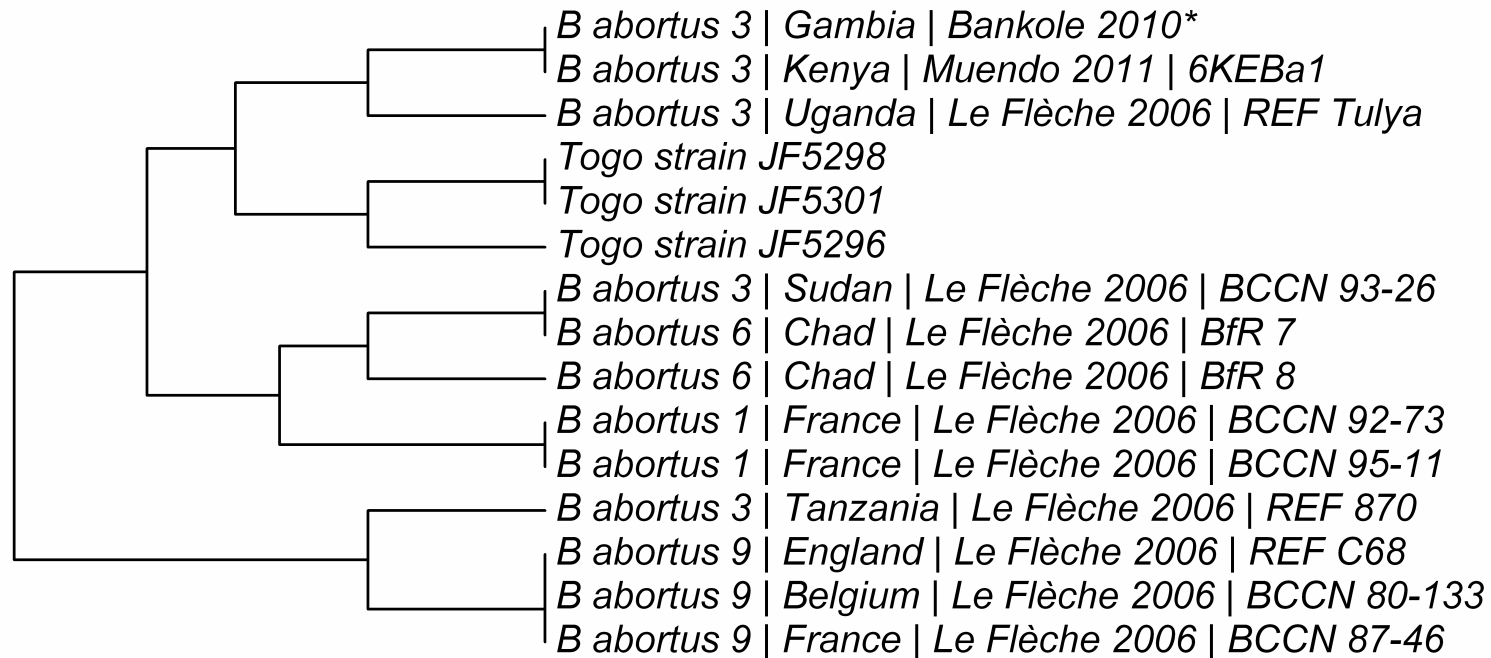 B abortus 3 | Gambia | Bankole 2010*
B abortus 3 | Kenya | Muendo 2011 | 6KEBa1
B abortus 3 | Uganda | Le Flèche 2006 | REF Tulya
Togo strain JF5298
Togo strain JF5301
Togo strain JF5296
B abortus 3 | Sudan | Le Flèche 2006 | BCCN 93-26
B abortus 6 | Chad | Le Flèche 2006 | BfR 7
B abortus 6 | Chad | Le Flèche 2006 | BfR 8
B abortus 1 | France | Le Flèche 2006 | BCCN 92-73
B abortus 1 | France | Le Flèche 2006 | BCCN 95-11
B abortus 3 | Tanzania | Le Flèche 2006 | REF 870
B abortus 9 | England | Le Flèche 2006 | REF C68
B abortus 9 | Belgium | Le Flèche 2006 | BCCN 80-133
B abortus 9 | France | Le Flèche 2006 | BCCN 87-46